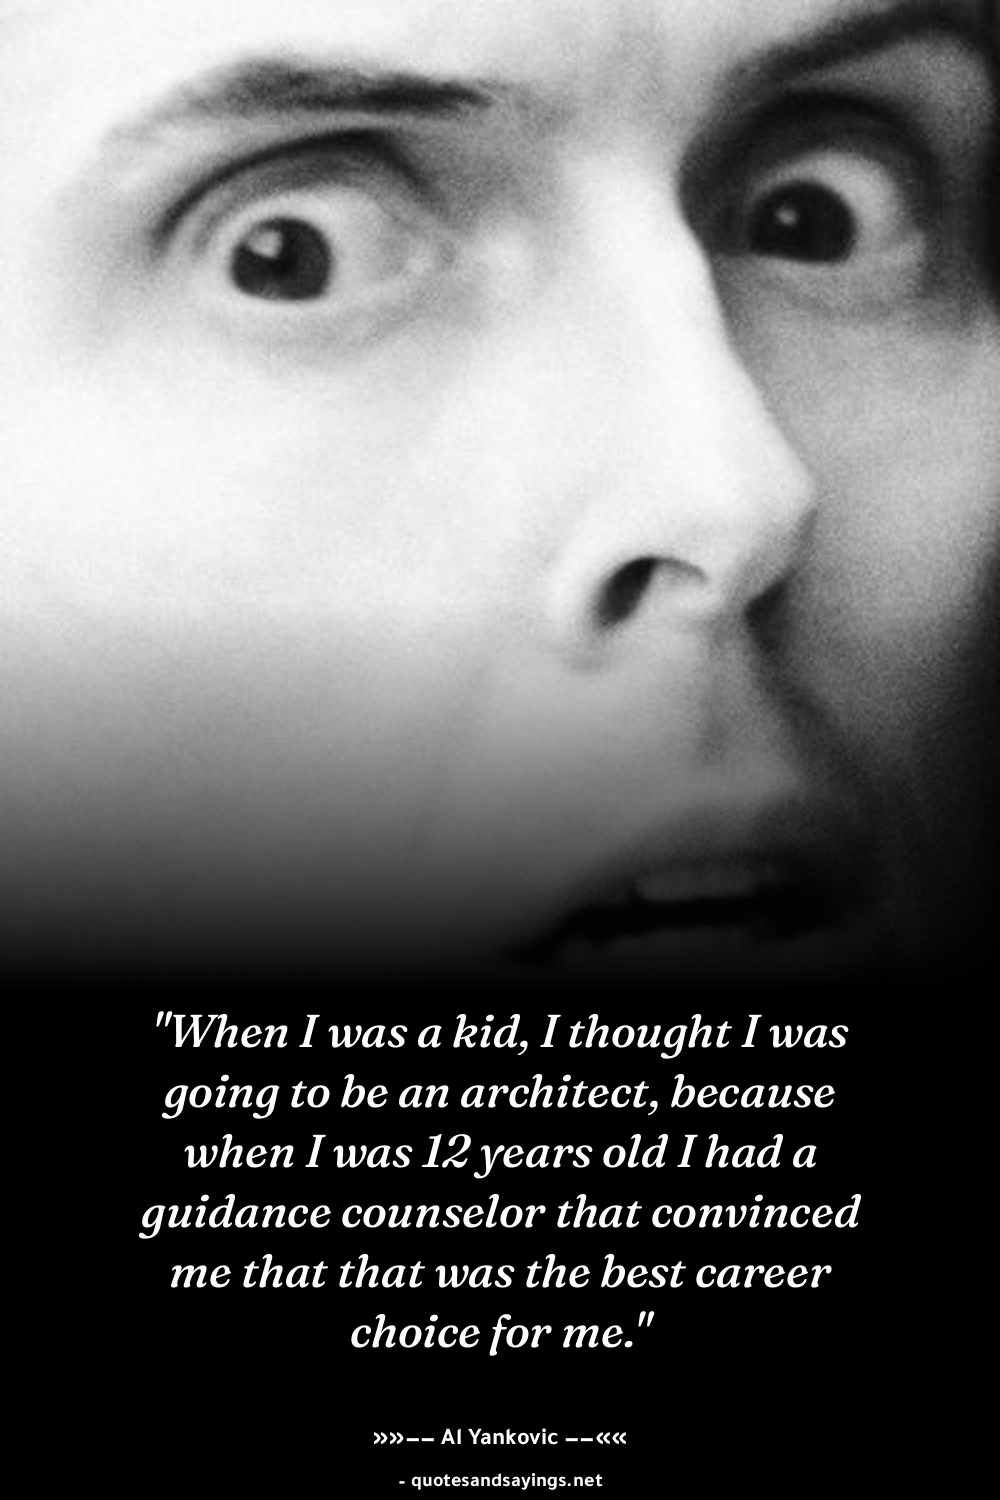 "When I was a kid, I thought I was
going to be an architect, because
when I was 12 years old I had a
guidance counselor that convinced
me that that was the best career
choice for me."
»»–– Al Yankovic ––««
- quotesandsayings.net